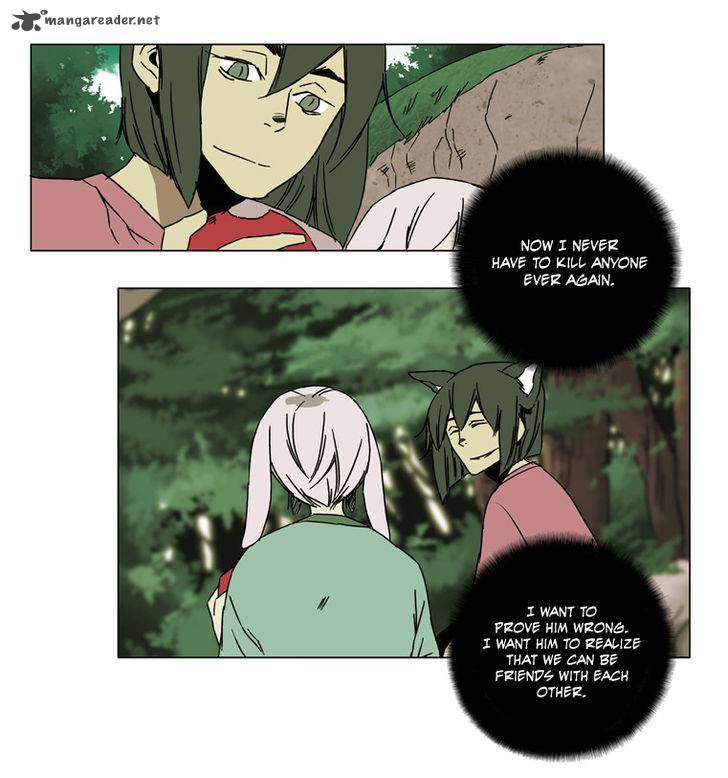 mangareader.net
NOW I NEVER
HAVE TO KILL ANYONE
EVER AGAIN.
I WANT TO
PROVE HIM WRONG.
I WANT HIM TO REALIZE
THAT WE CAN BE
FRIENDS WITH EACH
OTHER.